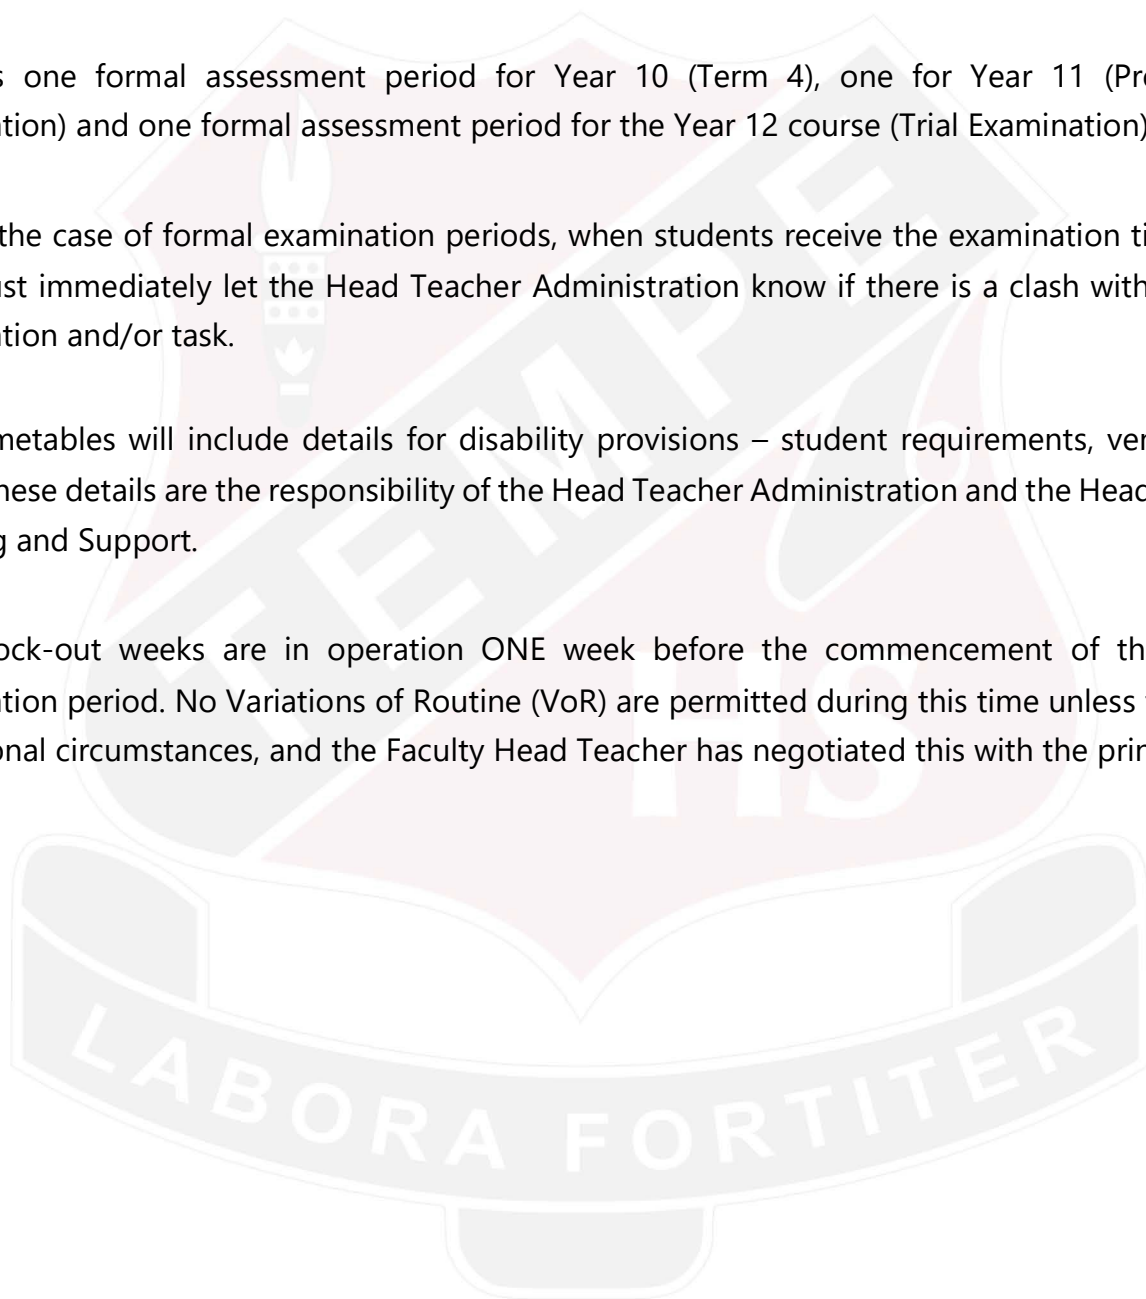 s one formal assessment period for Year 10 (Term 4), one for Year 11 (Pre
ation) and one formal assessment period for the Year 12 course (Trial Examination)
the case of formal examination periods, when students receive the examination ti
ust immediately let the Head Teacher Administration know if there is a clash with
ation and/or task.
metables will include details for disability provisions – student requirements, ver
hese details are the responsibility of the Head Teacher Administration and the Head
g and Support.
ock-out weeks are in operation ONE week before the commencement of th
ation period. No Variations of Routine (VoR) are permitted during this time unless
onal circumstances, and the Faculty Head Teacher has negotiated this with the prin
TEMPE
HS
LABORA FORTITER